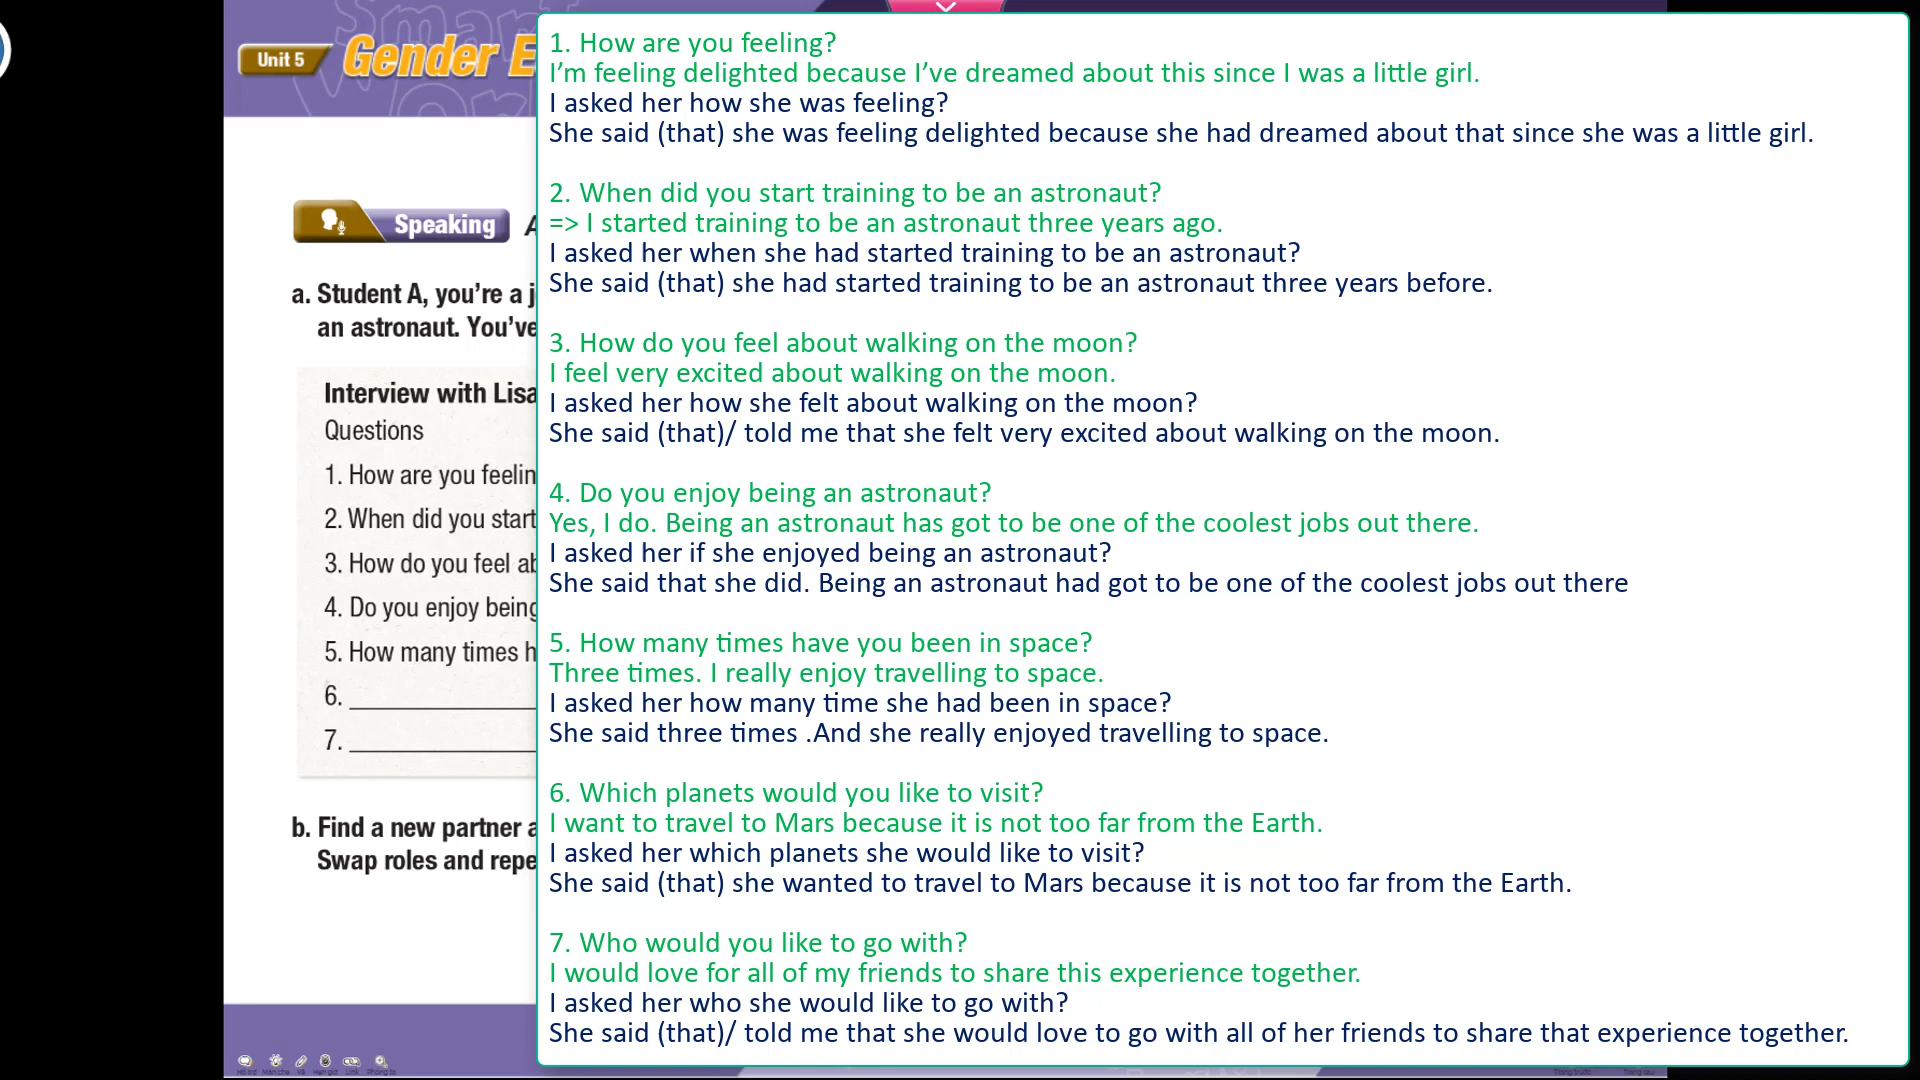 Unit 5
Gender E
Speaking
a. Student A, you're a j
an astronaut. You've
Interview with Lisa
Questions
1. How are you feelin
2. When did you start
3. How do you feel ab
4. Do you enjoy being
5. How many times h
6.
7.
b. Find a new partner a
Swap roles and repe
1. How are you feeling?
I’m feeling delighted because I’ve dreamed about this since I was a little girl.
I asked her how she was feeling?
She said (that) she was feeling delighted because she had dreamed about that since she was a little girl.
2. When did you start training to be an astronaut?
=> I started training to be an astronaut three years ago.
I asked her when she had started training to be an astronaut?
She said (that) she had started training to be an astronaut three years before.
3. How do you feel about walking on the moon?
I feel very excited about walking on the moon.
I asked her how she felt about walking on the moon?
She said (that)/ told me that she felt very excited about walking on the moon.
4. Do you enjoy being an astronaut?
Yes, I do. Being an astronaut has got to be one of the coolest jobs out there.
I asked her if she enjoyed being an astronaut?
She said that she did. Being an astronaut had got to be one of the coolest jobs out there
5. How many times have you been in space?
Three times. I really enjoy travelling to space.
I asked her how many time she had been in space?
She said three times .And she really enjoyed travelling to space.
6. Which planets would you like to visit?
I want to travel to Mars because it is not too far from the Earth.
I asked her which planets she would like to visit?
She said (that) she wanted to travel to Mars because it is not too far from the Earth.
7. Who would you like to go with?
I would love for all of my friends to share this experience together.
I asked her who she would like to go with?
She said (that)/ told me that she would love to go with all of her friends to share that experience together.